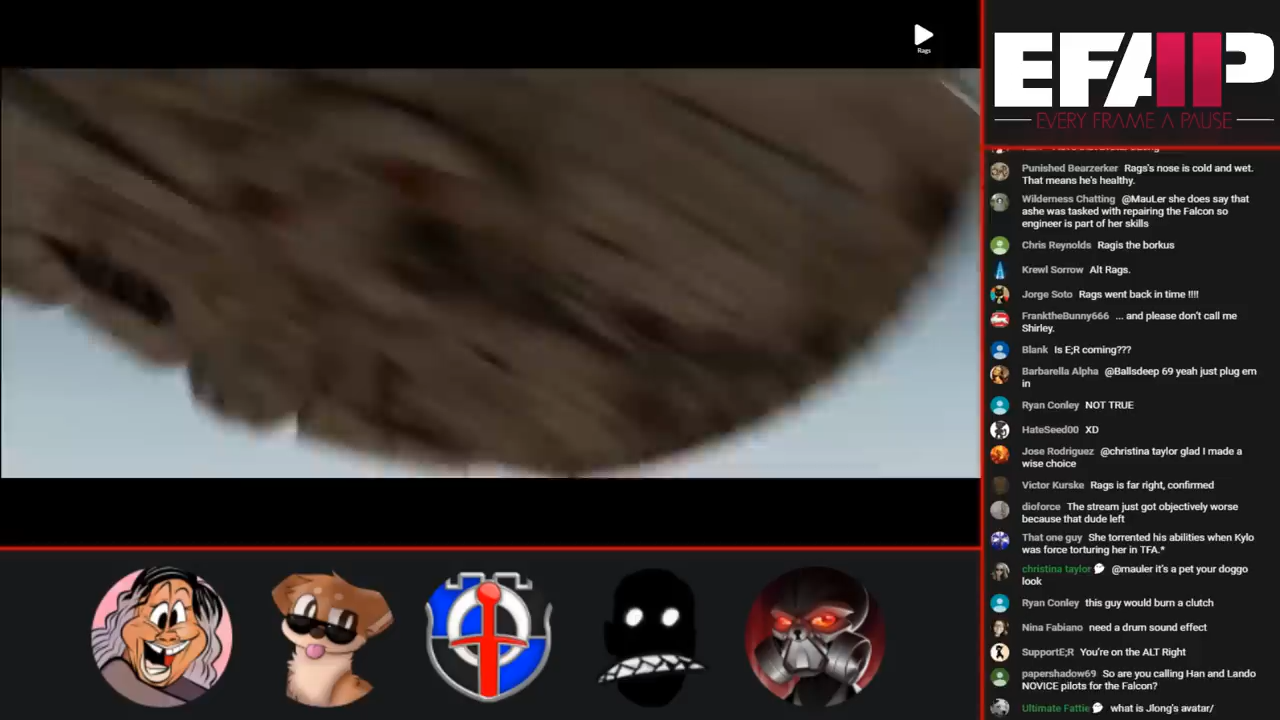 Rags
EFAP
EVERY FRAME A PAUSE
Punished Bearzerker Rags's nose is cold and wet.
That means he's healthy.
Wilderness Chatting @MauLer she does say that
ashe was tasked with repairing the Falcon so
engineer is part of her skills
Chris Reynolds Ragis the borkus
Krewl Sorrow Alt Rags.
Jorge Soto Rags went back in time !!!!
FranktheBunny666 ... and please don't call me
Shirley.
Blank Is E;R coming???
Barbarella Alpha @Ballsdeep 69 yeah just plug em
in
Ryan Conley NOT TRUE
HateSeed00 XD
Jose Rodriguez @christina taylor glad I made a
wise choice
Victor Kurske Rags is far right, confirmed
dioforce The stream just got objectively worse
because that dude left
That one guy She torrented his abilities when Kylo
was force torturing her in TFA.*
christina taylor @mauler it's a pet your doggo
look
Ryan Conley this guy would burn a clutch
Nina Fabiano need a drum sound effect
SupportE;R You're on the ALT Right
papershadow69 So are you calling Han and Lando
NOVICE pilots for the Falcon?
Ultimate Fattie what is Jlong's avatar/